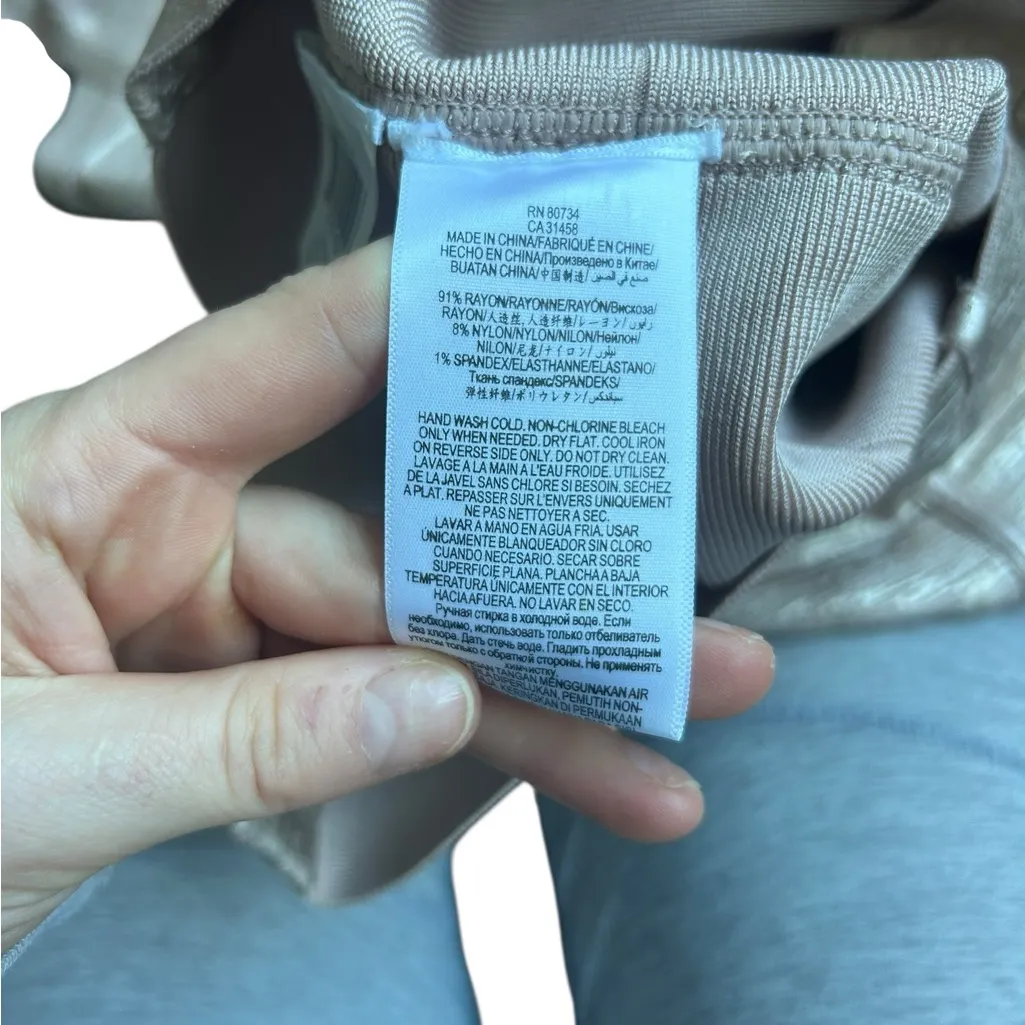 RN 80734
CA 31458
MADE IN CHINA/FABRIQUÉ EN CHINE/
HECHO EN CHINA/Произведено в Китае/
BUATAN CHINA/中国制造/صنع في الصين
91% RAYON/RAYONNE/RAYÓN/Вискоза/
RAYON/人造丝, 人造纤维/レーヨン/رايون
8% NYLON/NYLON/NILON/Нейлон/
NILON/尼龙/ナイロン/نيلون
1% SPANDEX/ELASTHANNE/ELASTANO/
Ткань спандекс/SPANDEKS/
弹性纤维/ポリウレタン/سباندكس
HAND WASH COLD. NON-CHLORINE BLEACH
ONLY WHEN NEEDED. DRY FLAT. COOL IRON
ON REVERSE SIDE ONLY. DO NOT DRY CLEAN.
LAVAGE A LA MAIN A L'EAU FROIDE. UTILISEZ
DE LA JAVEL SANS CHLORE SI BESOIN. SECHEZ
A PLAT. REPASSER SUR L'ENVERS UNIQUEMENT
NE PAS NETTOYER A SEC.
LAVAR A MANO EN AGUA FRIA. USAR
ÚNICAMENTE BLANQUEADOR SIN CLORO
CUANDO NECESARIO. SECAR SOBRE
SUPERFICIE PLANA. PLANCHA A BAJA
TEMPERATURA ÚNICAMENTE CON EL INTERIOR
HACIA AFUERA. NO LAVAR EN SECO.
Ручная стирка в холодной воде. Если
необходимо, использовать только отбеливатель
без хлора. Дать стечь воде. Гладить прохладным
утюгом только с обратной стороны. Не применять
химчистку.
TANGAN MENGGUNAKAN AIR
DIPERLUKAN, PEMUTIH NON-
KERINGKAN DI PERMUKAAN